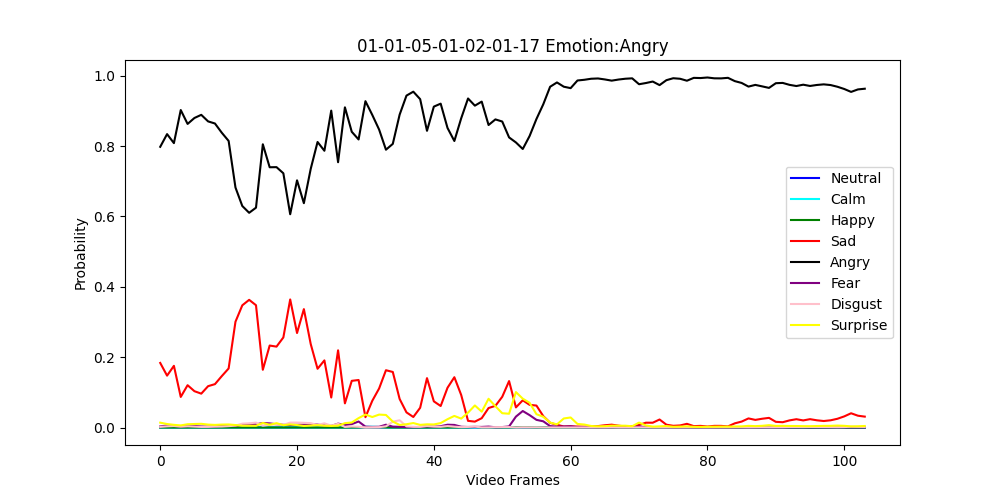 01-01-05-01-02-01-17 Emotion:Angry
Probability
1.0
0.8
0.6
0.4
0.2
0.0
Neutral
Calm
Happy
Sad
Angry
Fear
Disgust
Surprise
0 20 40 60 80 100
Video Frames